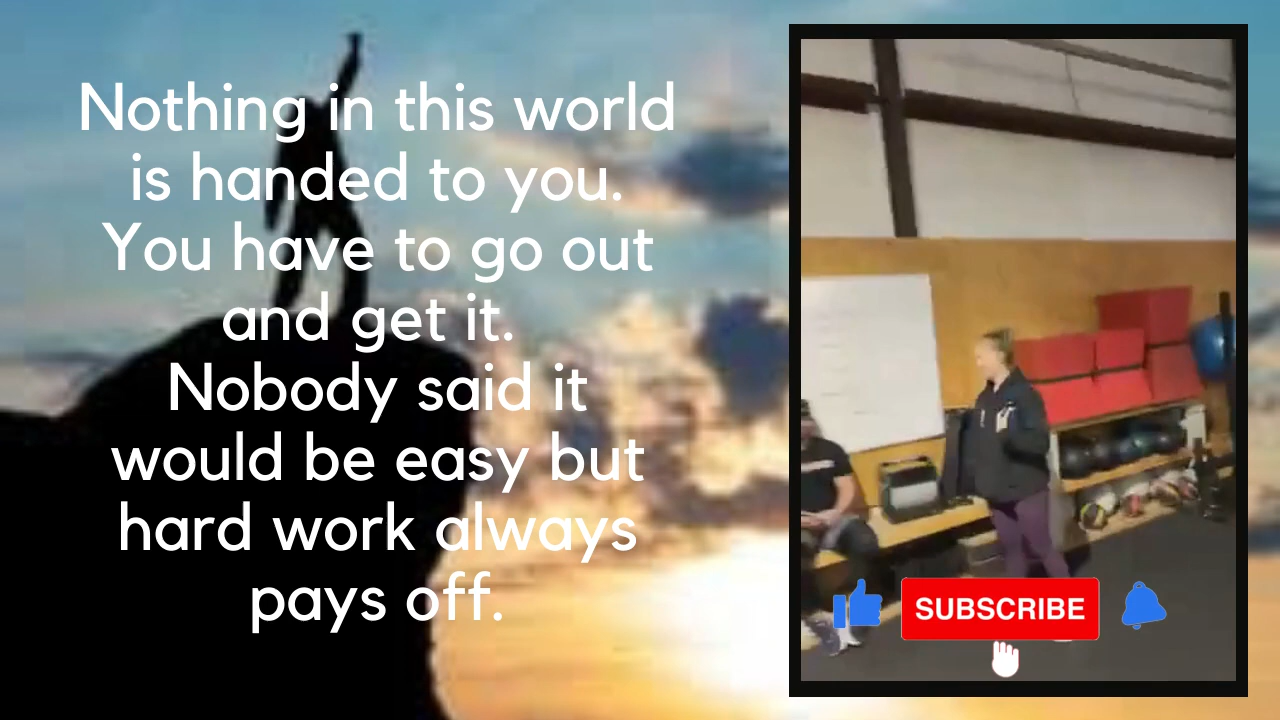 Nothing in this world
is handed to you.
You have to go out
and get it.
Nobody said it
would be easy but
hard work always
pays off.
SUBSCRIBE